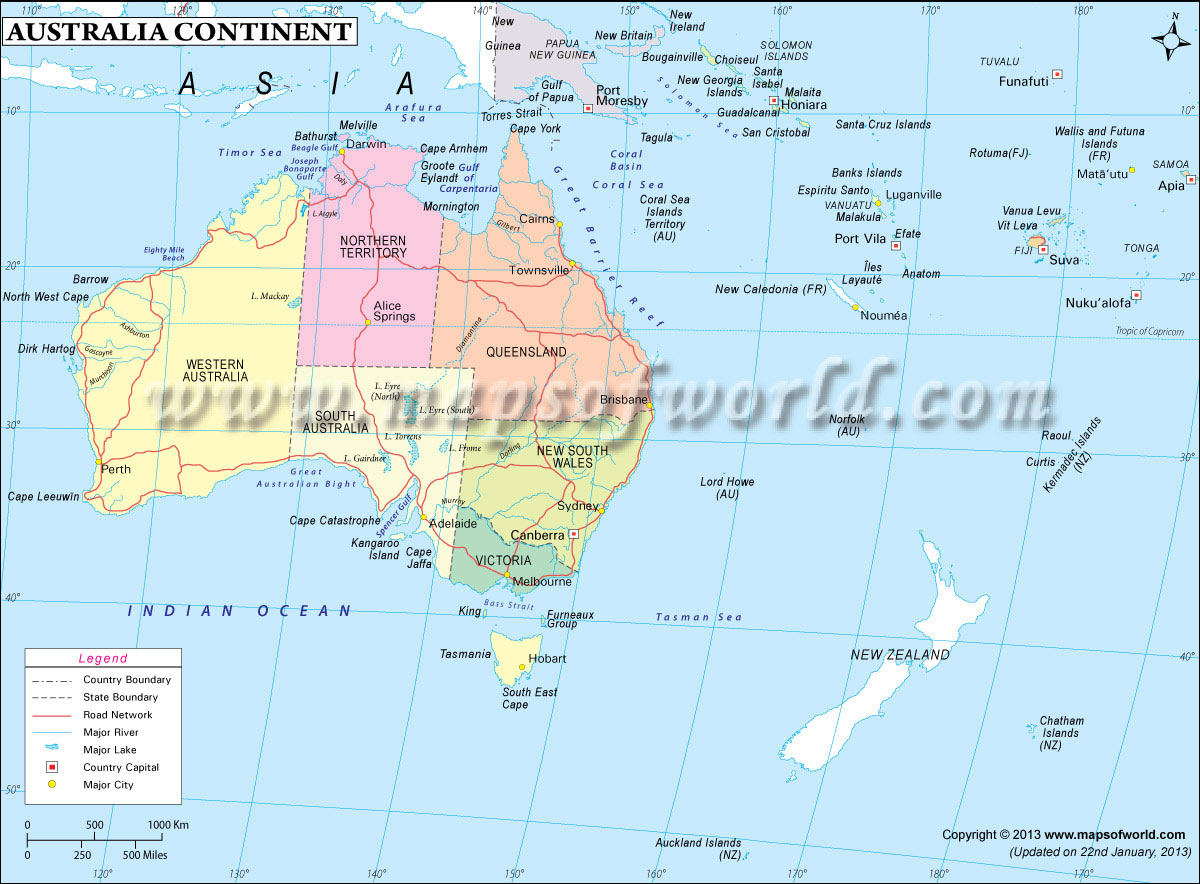 110°
120°
140°
150°
160°
170°
180°
N
AUSTRALIA CONTINENT
A S I A
New
Guinea
PAPUA
NEW GUINEA
New
Ireland
New Britain
Bougainville
Choiseul
SOLOMON
ISLANDS
New Georgia
Islands
Santa
Isabel
Malaita
Honiara
Guadalcanal
San Cristobal
Solomon Sea
TUVALU
Funafuti
Gulf
of Papua
Port
Moresby
Arafura
Sea
Torres Strait
Cape York
Tagula
Santa Cruz Islands
Wallis and Futuna
Islands
(FR)
Rotuma(FJ)
Matā'utu
SAMOA
Apia
10°
10°
Melville
Bathurst
Beagle Gulf
Darwin
Timor Sea
Joseph
Bonaparte
Gulf
Daly
Cape Arnhem
Groote
Eylandt
Gulf
of
Carpentaria
Mornington
L. Argyle
Coral
Basin
Coral Sea
Great Barrier Reef
Coral Sea
Islands
Territory
(AU)
Banks Islands
Espiritu Santo
Luganville
VANUATU
Malakula
Efate
Port Vila
Îles
Layauté
Anatom
Vanua Levu
Vit Leva
FIJI
Suva
TONGA
Nuku'alofa
Cairns
Gilbert
Townsville
NORTHERN
TERRITORY
Eighty Mile
Beach
20°
20°
Barrow
North West Cape
L. Mackay
Alice
Springs
New Caledonia (FR)
Nouméa
Tropic of Capricorn
Ashburton
Dirk Hartog
Gascoyne
Murchison
WESTERN
AUSTRALIA
Diamantina
QUEENSLAND
www.mapsofworld.com
L. Eyre
(North)
L. Eyre (South)
SOUTH
AUSTRALIA
Brisbane
30°
30°
L. Torrens
L. Frome
L. Gairdner
Darling
NEW SOUTH
WALES
Norfolk
(AU)
Raoul
Curtis
Kermadec Islands
(NZ)
Perth
Great
Australian Bight
Lord Howe
(AU)
Cape Leeuwin
Cape Catastrophe
Spencer Gulf
Murray
Adelaide
Sydney
Canberra
Kangaroo
Island
Cape
Jaffa
VICTORIA
Melbourne
40°
40°
INDIAN OCEAN
King
Bass Strait
Furneaux
Group
Tasman Sea
Tasmania
Hobart
South East
Cape
NEW ZEALAND
Chatham
Islands
(NZ)
Legend
Country Boundary
State Boundary
Road Network
Major River
Major Lake
Country Capital
Major City
50°
0 500 1000 Km
0 250 500 Miles
Auckland Islands
(NZ)
Copyright © 2013 www.mapsofworld.com
(Updated on 22nd January, 2013)
120°
130°
140°
150°
160°
170°
180°